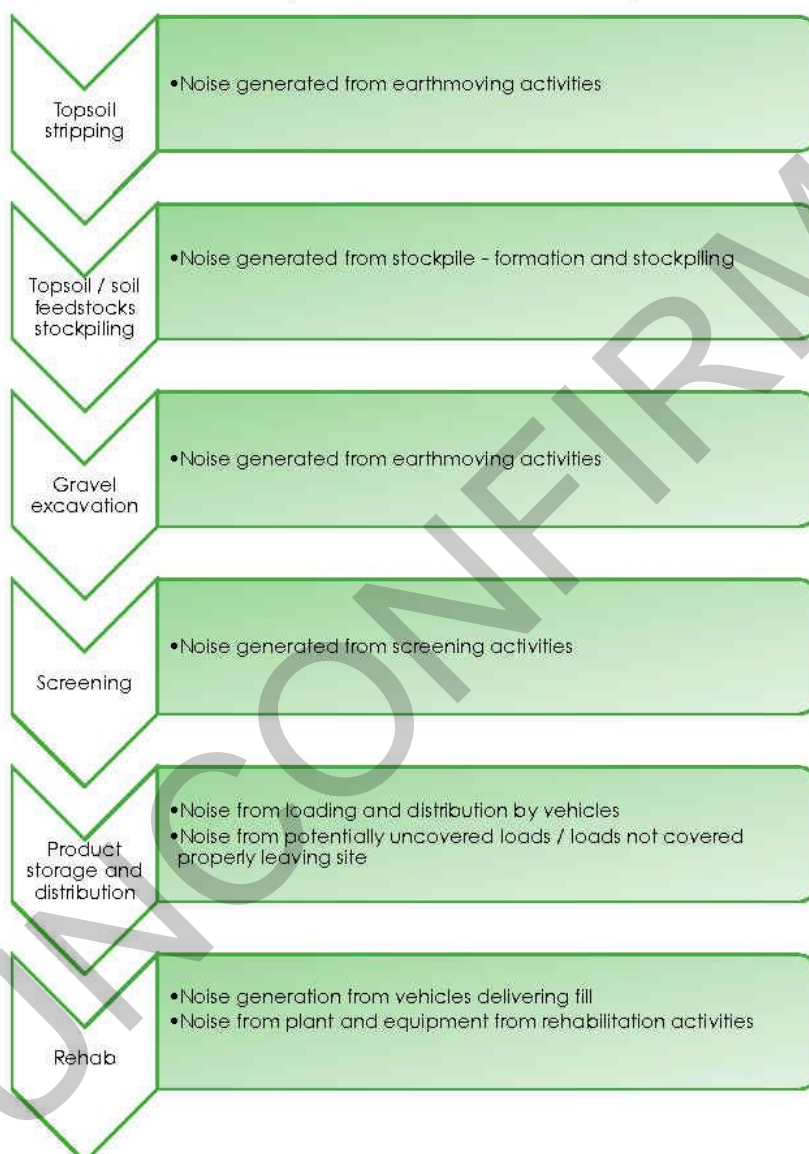 Topsoil
stripping
•Noise generated from earthmoving activities
Topsoil / soil
feedstocks
stockpiling
•Noise generated from stockpile - formation and stockpiling
Gravel
excavation
•Noise generated from earthmoving activities
Screening
•Noise generated from screening activities
Product
storage and
distribution
•Noise from loading and distribution by vehicles
•Noise from potentially uncovered loads / loads not covered
properly leaving site
Rehab
•Noise generation from vehicles delivering fill
•Noise from plant and equipment from rehabilitation activities
UNCONFIRM